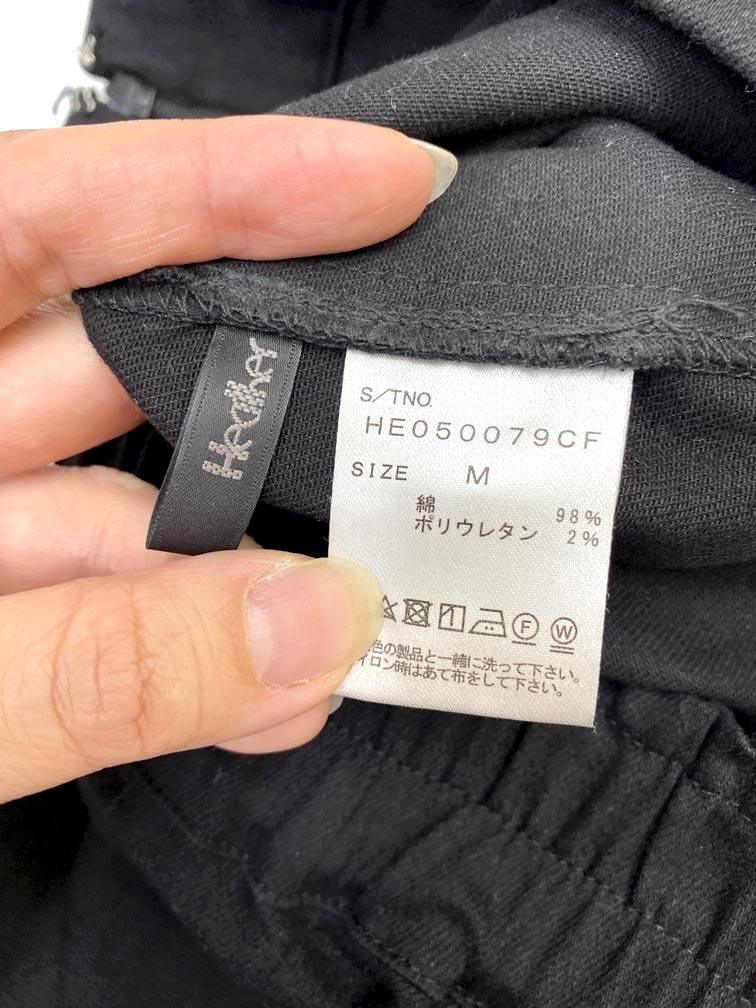 S/TNO.
HE050079CF
SIZE M
綿 98%
ポリウレタン 2%
F W
色の製品と一緒に洗って下さい。
イロン時はあて布をして下さい。